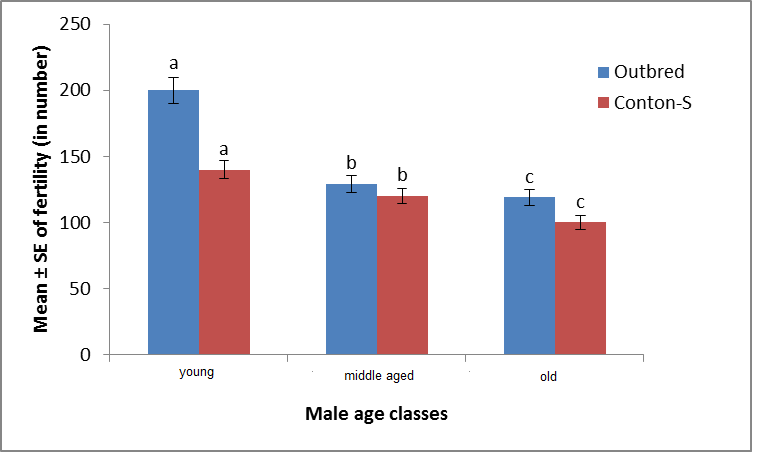 Mean ± SE of fertility (in number)
250
200
150
100
50
0
a
a
b
b
c
c
Outbred
Conton-S
young
middle aged
old
Male age classes